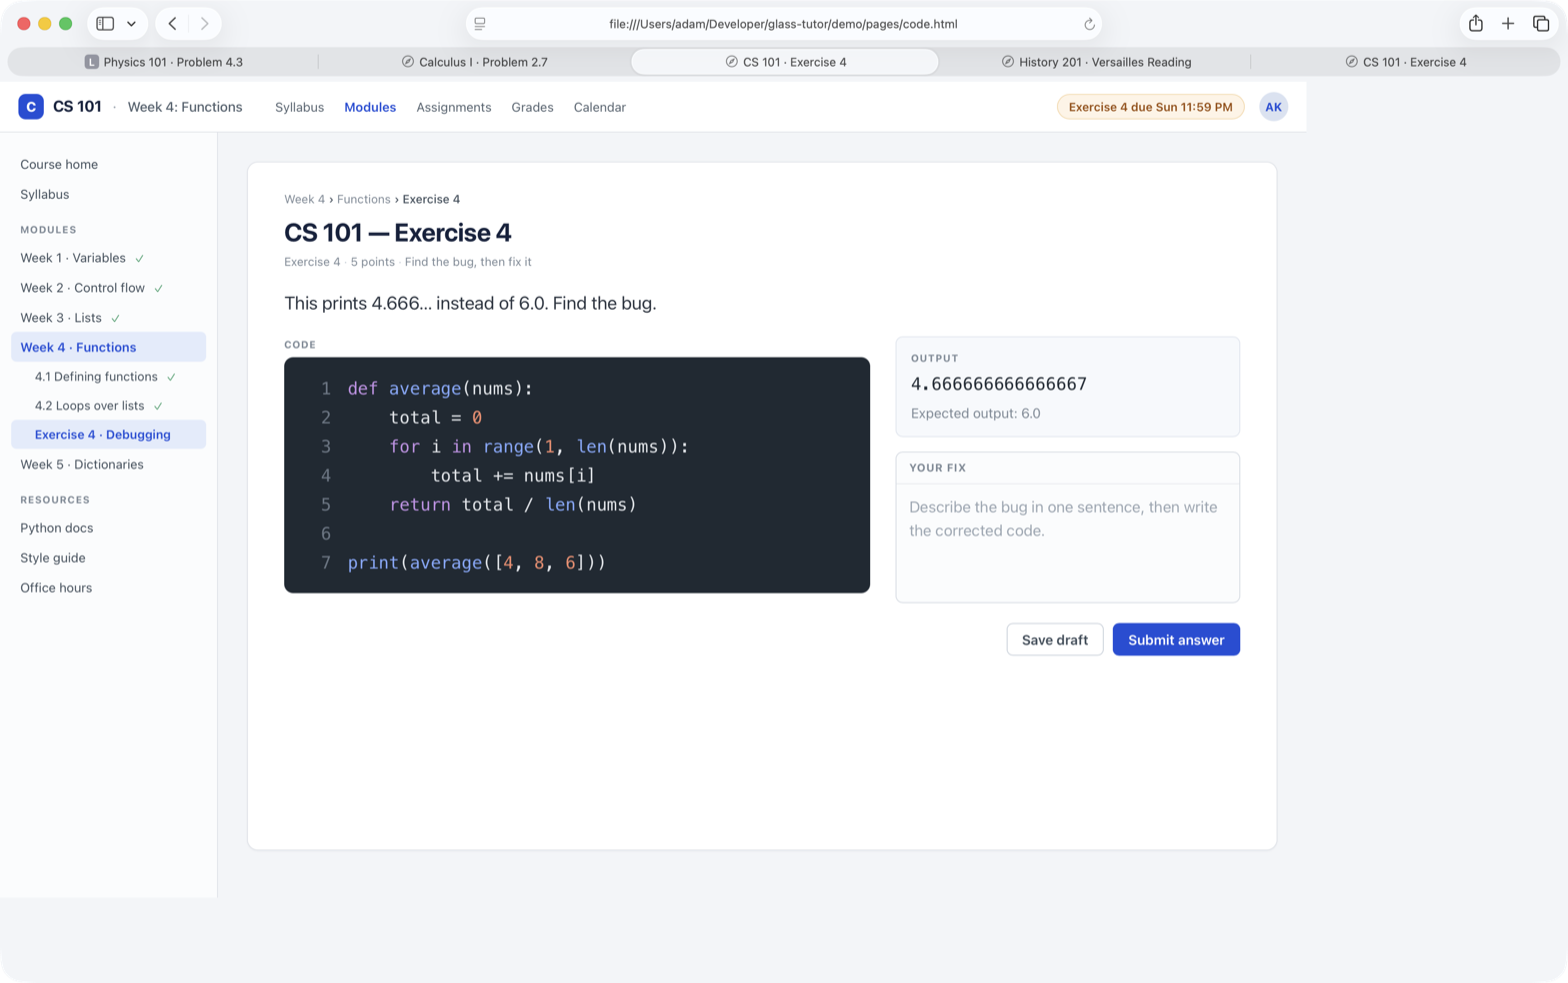 file:///Users/adam/Developer/glass-tutor/demo/pages/code.html
L Physics 101 · Problem 4.3
Calculus I · Problem 2.7
CS 101 · Exercise 4
History 201 · Versailles Reading
CS 101 · Exercise 4
C CS 101 · Week 4: Functions
Syllabus
Modules
Assignments
Grades
Calendar
Exercise 4 due Sun 11:59 PM
AK
Course home
Syllabus
MODULES
Week 1 · Variables ✓
Week 2 · Control flow ✓
Week 3 · Lists ✓
Week 4 · Functions
4.1 Defining functions ✓
4.2 Loops over lists ✓
Exercise 4 · Debugging
Week 5 · Dictionaries
RESOURCES
Python docs
Style guide
Office hours
Week 4 › Functions › Exercise 4
CS 101 — Exercise 4
Exercise 4 · 5 points · Find the bug, then fix it
This prints 4.666... instead of 6.0. Find the bug.
CODE
1 def average(nums):
2     total = 0
3     for i in range(1, len(nums)):
4         total += nums[i]
5     return total / len(nums)
6
7 print(average([4, 8, 6]))
OUTPUT
4.666666666666667
Expected output: 6.0
YOUR FIX
Describe the bug in one sentence, then write
the corrected code.
Save draft
Submit answer